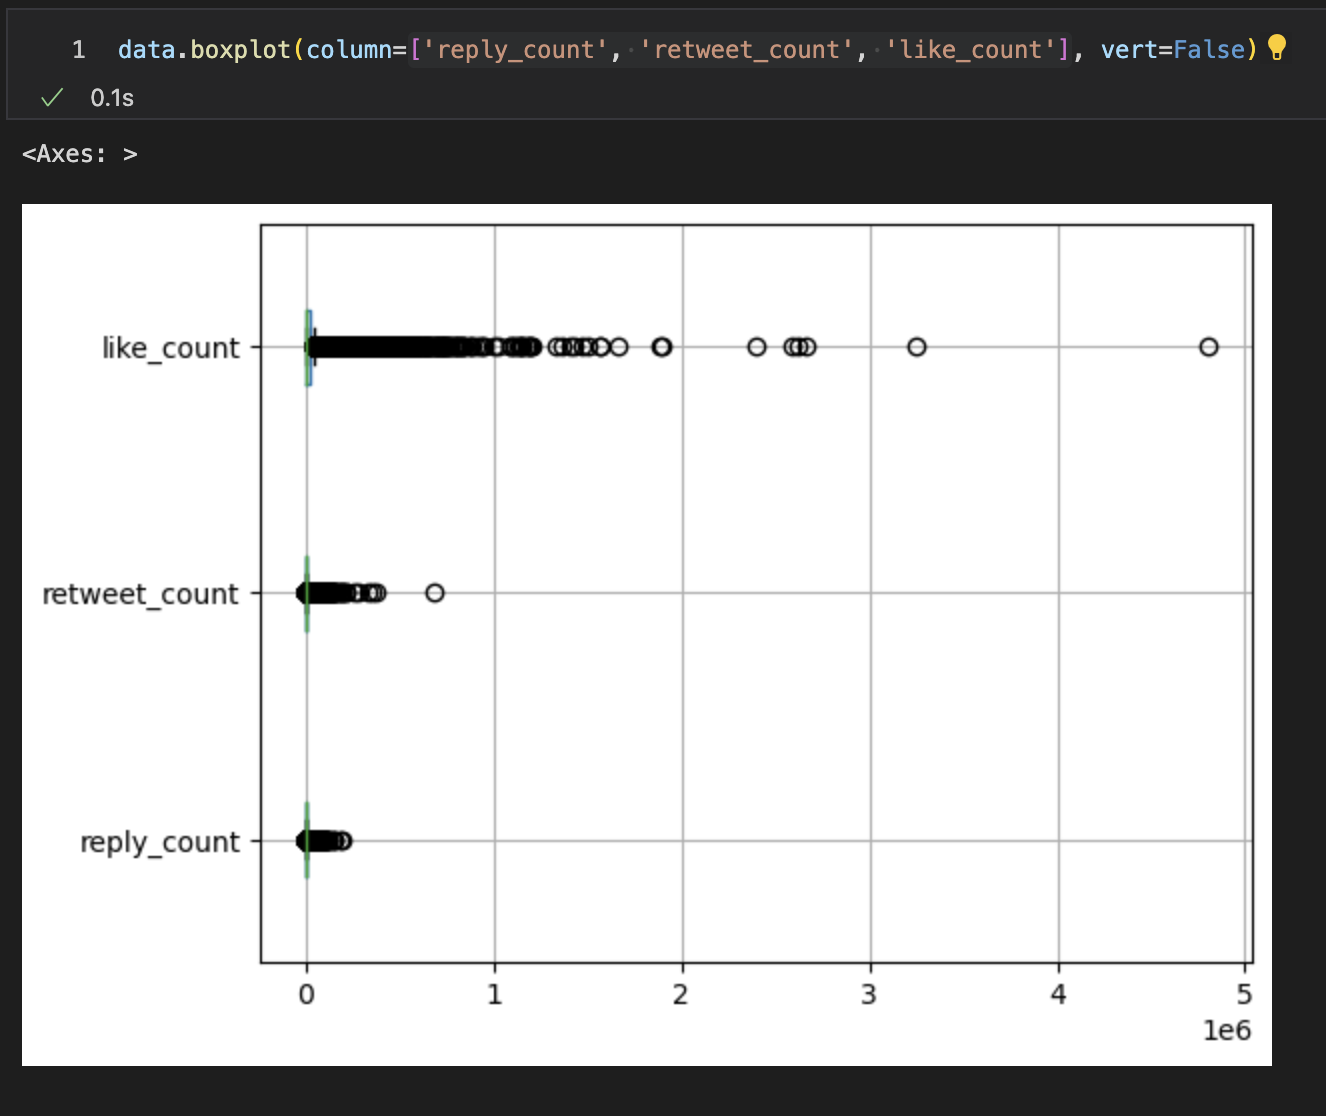 1 data.boxplot(column=['reply_count', 'retweet_count', 'like_count'], vert=False)
0.1s
<Axes: >
like_count
retweet_count
reply_count
0 1 2 3 4 5
1e6